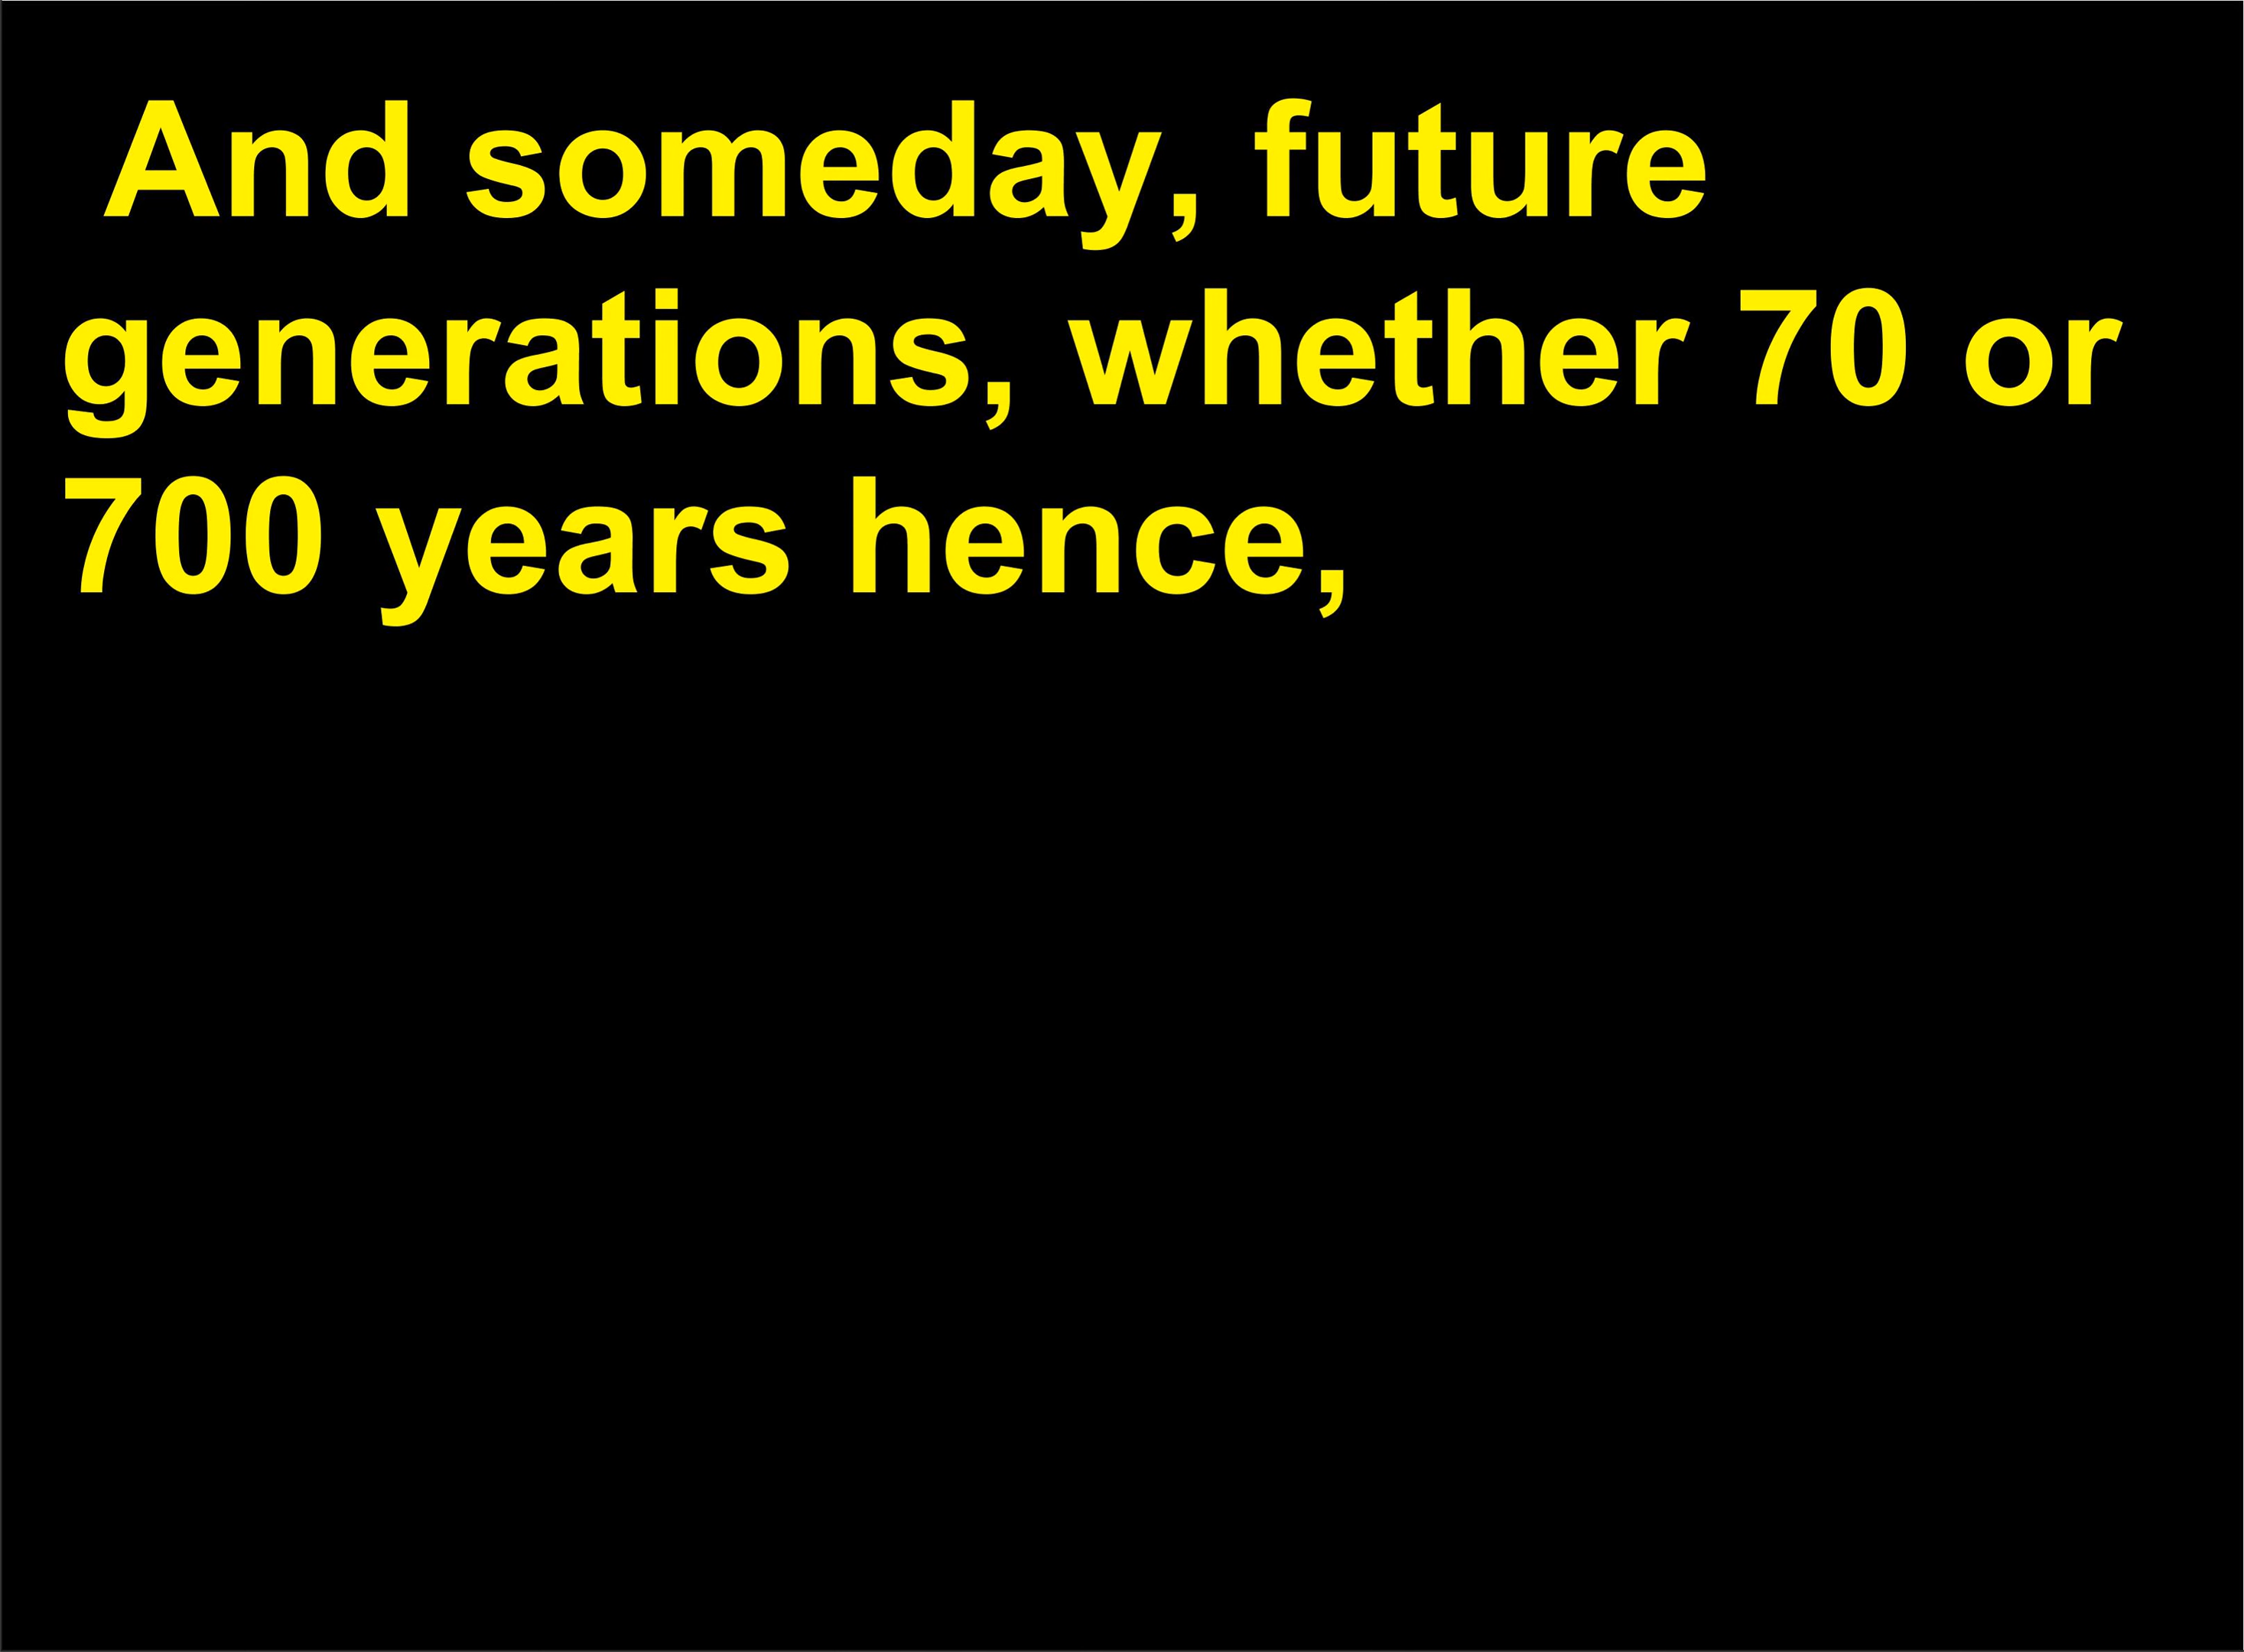 And someday, future
generations, whether 70 or
700 years hence,